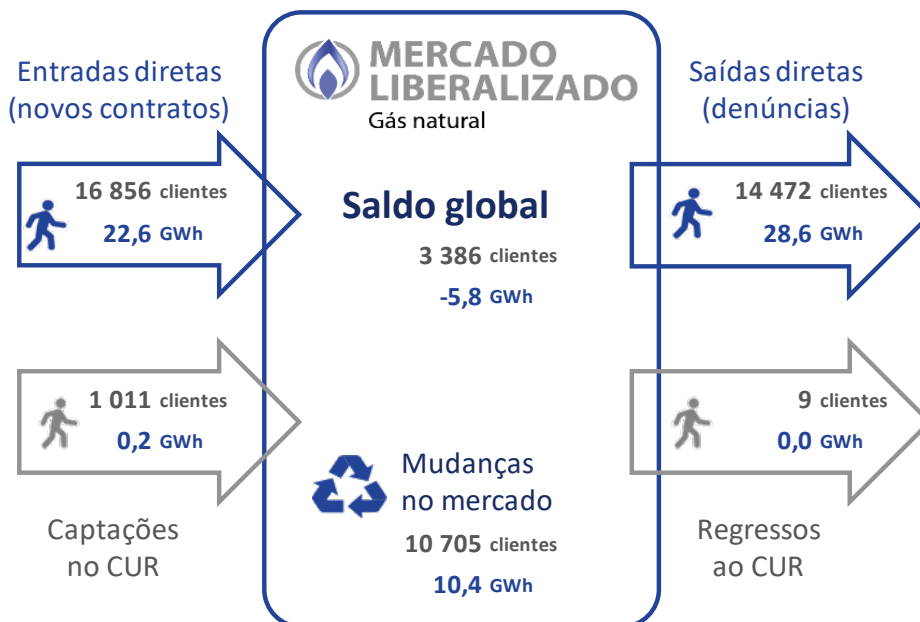 Entradas diretas
(novos contratos)
16 856 clientes
22,6 GWh
1 011 clientes
0,2 GWh
Captações
no CUR
MERCADO
LIBERALIZADO
Gás natural
Saldo global
3 386 clientes
-5,8 GWh
Mudanças
no mercado
10 705 clientes
10,4 GWh
Saídas diretas
(denúncias)
14 472 clientes
28,6 GWh
9 clientes
0,0 GWh
Regressos
ao CUR